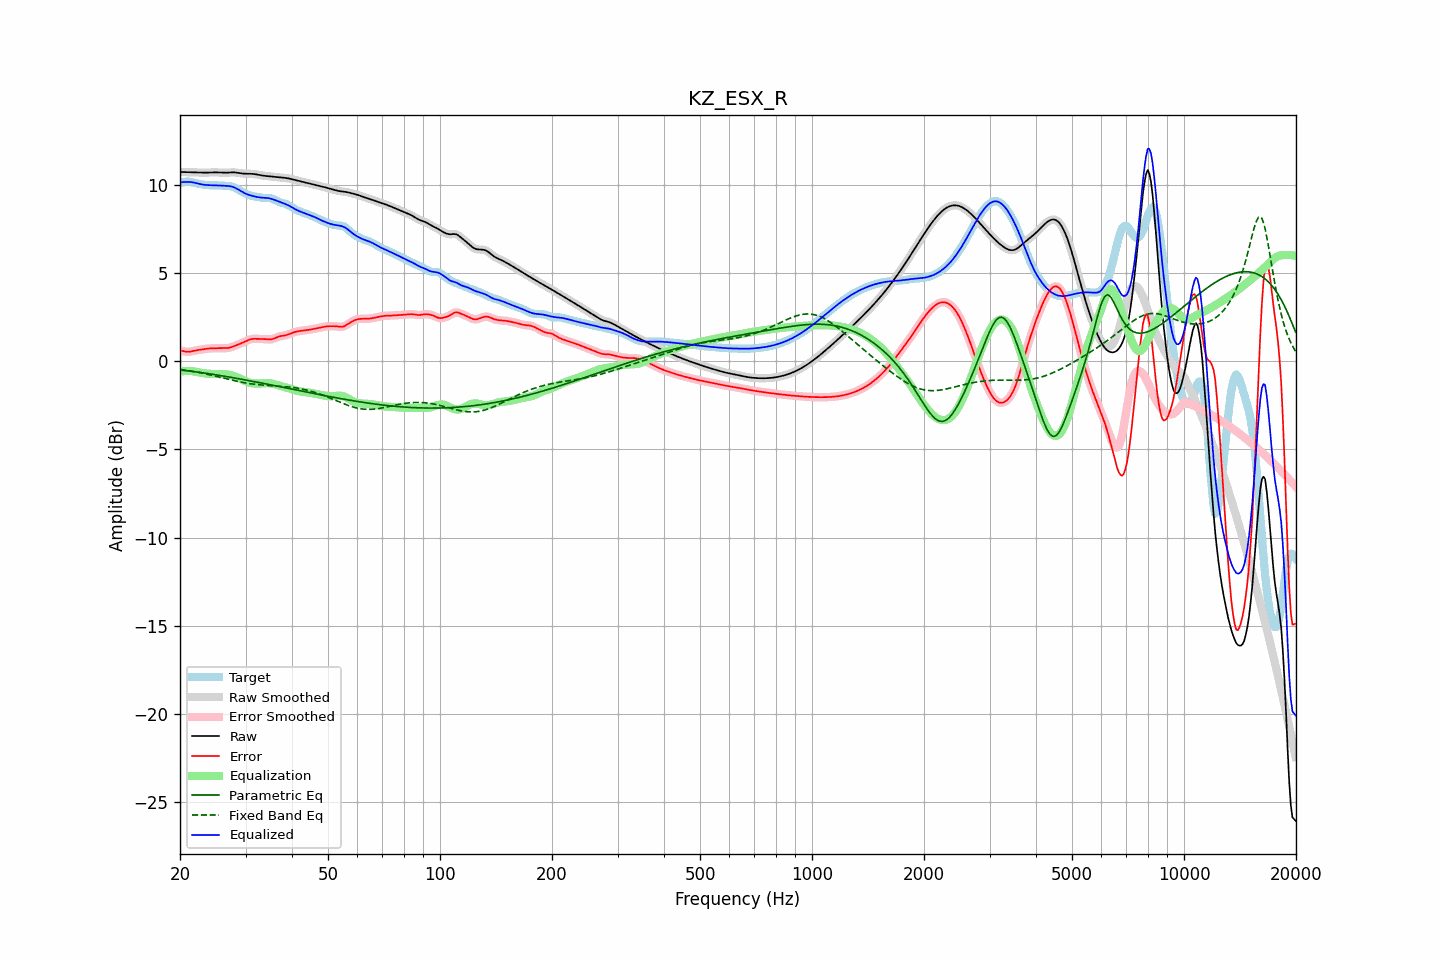 KZ_ESX_R
Amplitude (dBr)
10
5
0
−5
−10
−15
−20
−25
Target
Raw Smoothed
Error Smoothed
Raw
Error
Equalization
Parametric Eq
Fixed Band Eq
Equalized
20
50
100
200
500
1000
2000
5000
10000
20000
Frequency (Hz)